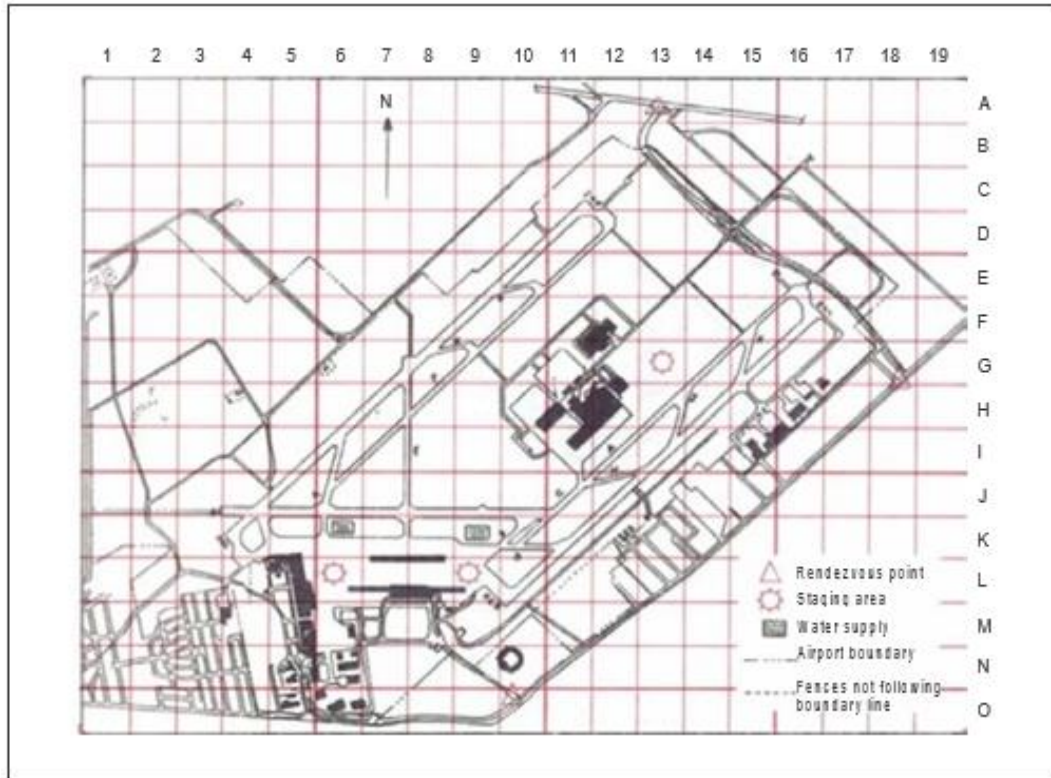 1 2 3 4 5 6 7 8 9 10 11 12 13 14 15 16 17 18 19
N
A
B
C
D
E
F
G
H
I
J
K
L
M
N
O
Rendezvous point
Staging area
Water supply
Airport boundary
Fences not following
boundary line